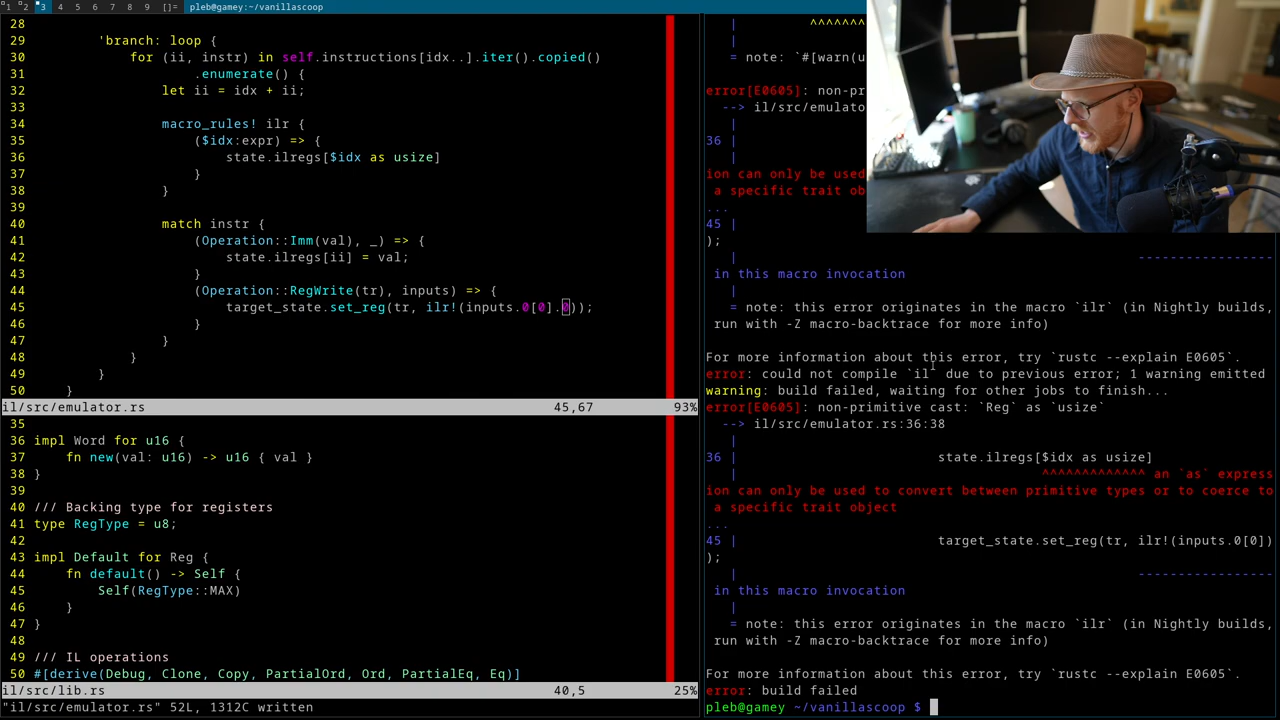 1 2 3 4 5 6 7 8 9 []= pleb@gamey:~/vanillascoop
28
29 'branch: loop {
30 for (ii, instr) in self.instructions[idx..].iter().copied()
31 .enumerate() {
32 let ii = idx + ii;
33
34 macro_rules! ilr {
35 ($idx:expr) => {
36 state.ilregs[$idx as usize]
37 }
38 }
39
40 match instr {
41 (Operation::Imm(val), _) => {
42 state.ilregs[ii] = val;
43 }
44 (Operation::RegWrite(tr), inputs) => {
45 target_state.set_reg(tr, ilr!(inputs.0[0].0));
46 }
47 }
48 }
49 }
50 }
il/src/emulator.rs 45,67 93%
35
36 impl Word for u16 {
37 fn new(val: u16) -> u16 { val }
38 }
39
40 /// Backing type for registers
41 type RegType = u8;
42
43 impl Default for Reg {
44 fn default() -> Self {
45 Self(RegType::MAX)
46 }
47 }
48
49 /// IL operations
50 #[derive(Debug, Clone, Copy, PartialOrd, Ord, PartialEq, Eq)]
il/src/lib.rs 40,5 25%
"il/src/emulator.rs" 52L, 1312C written
| ^^^^^^^
|
= note: `#[warn(u
error[E0605]: non-pr
--> il/src/emulator
|
36 |
|
ion can only be used
a specific trait ob
...
45 |
);
| -----------------
in this macro invocation
|
= note: this error originates in the macro `ilr` (in Nightly builds,
run with -Z macro-backtrace for more info)
For more information about this error, try `rustc --explain E0605`.
error: could not compile `il` due to previous error; 1 warning emitted
warning: build failed, waiting for other jobs to finish...
error[E0605]: non-primitive cast: `Reg` as `usize`
--> il/src/emulator.rs:36:38
|
36 | state.ilregs[$idx as usize]
| ^^^^^^^^^^^^^ an `as` express
ion can only be used to convert between primitive types or to coerce to
a specific trait object
...
45 | target_state.set_reg(tr, ilr!(inputs.0[0])
);
| -----------------
in this macro invocation
|
= note: this error originates in the macro `ilr` (in Nightly builds,
run with -Z macro-backtrace for more info)
For more information about this error, try `rustc --explain E0605`.
error: build failed
pleb@gamey ~/vanillascoop $